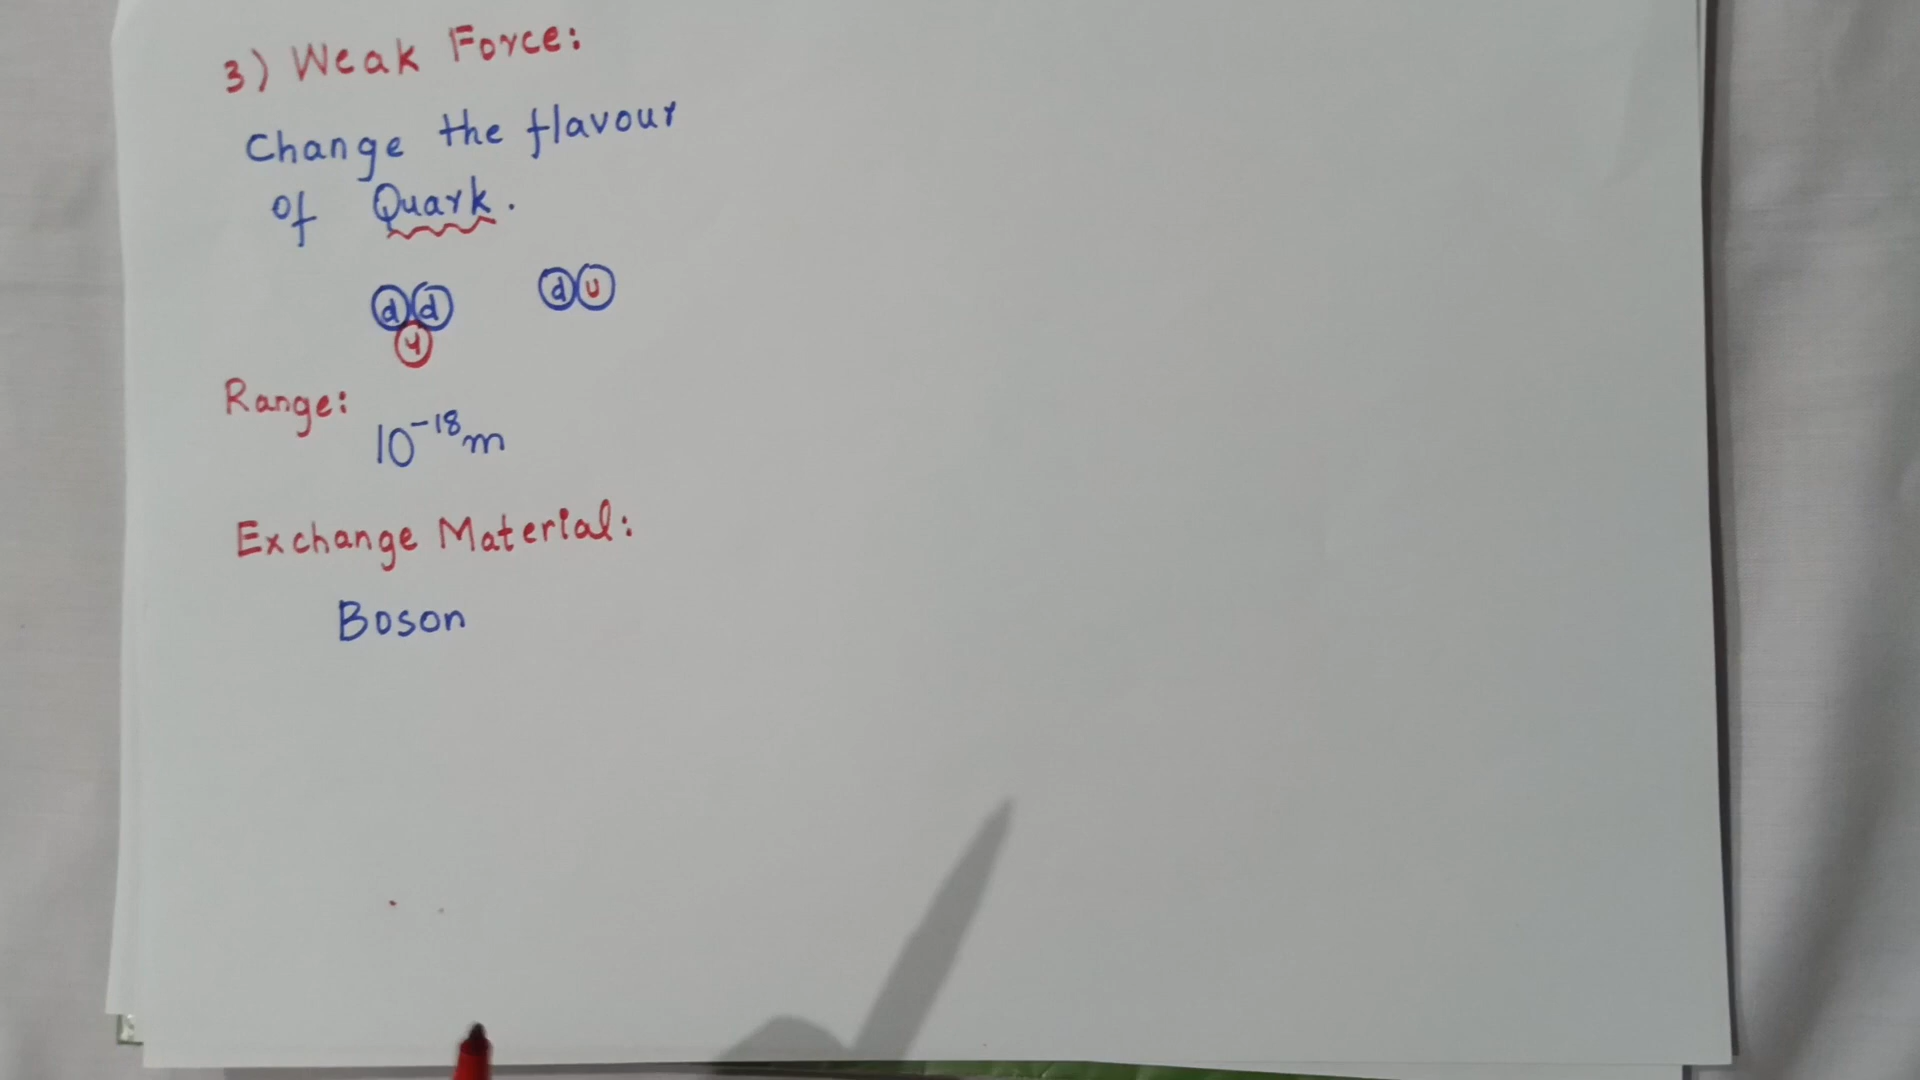 3) Weak Force:
Change the flavour
of Quark.
d d d u
u
Range:
10⁻¹⁸m
Exchange Material:
Boson